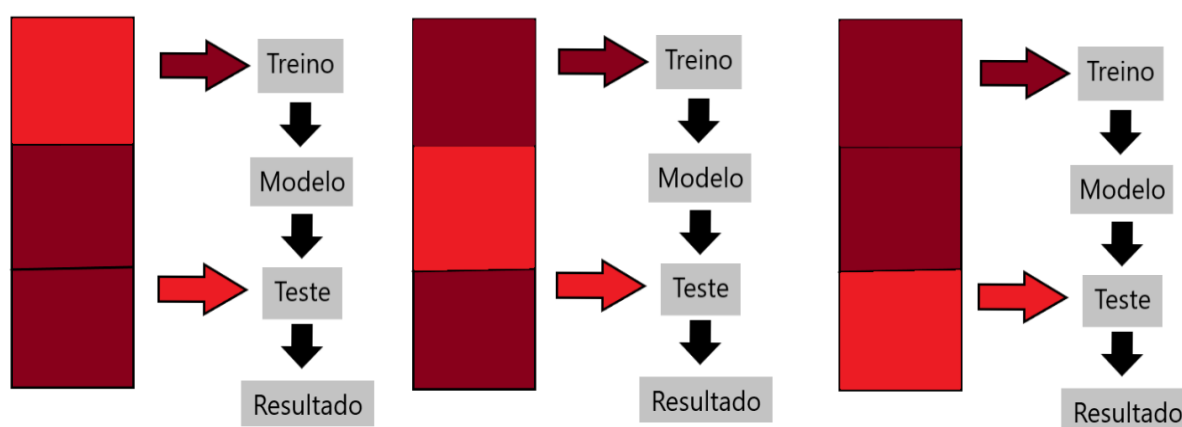 Treino
Modelo
Teste
Resultado
Treino
Modelo
Teste
Resultado
Treino
Modelo
Teste
Resultado